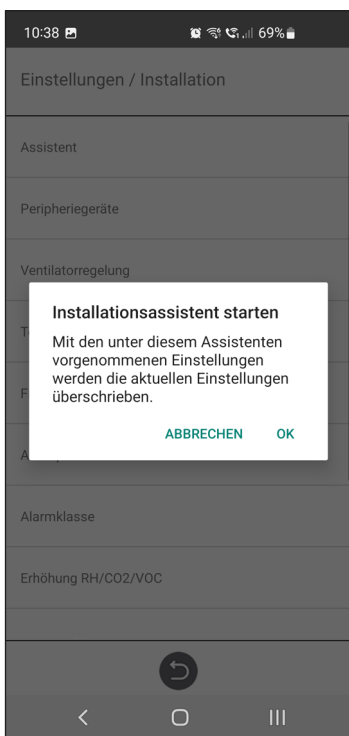 10:38 69%
Einstellungen / Installation
Assistent
Peripheriegeräte
Ventilatorregelung
Installationsassistent starten
Mit den unter diesem Assistenten
vorgenommenen Einstellungen
werden die aktuellen Einstellungen
überschrieben.
ABBRECHEN OK
Alarmklasse
Erhöhung RH/CO2/VOC